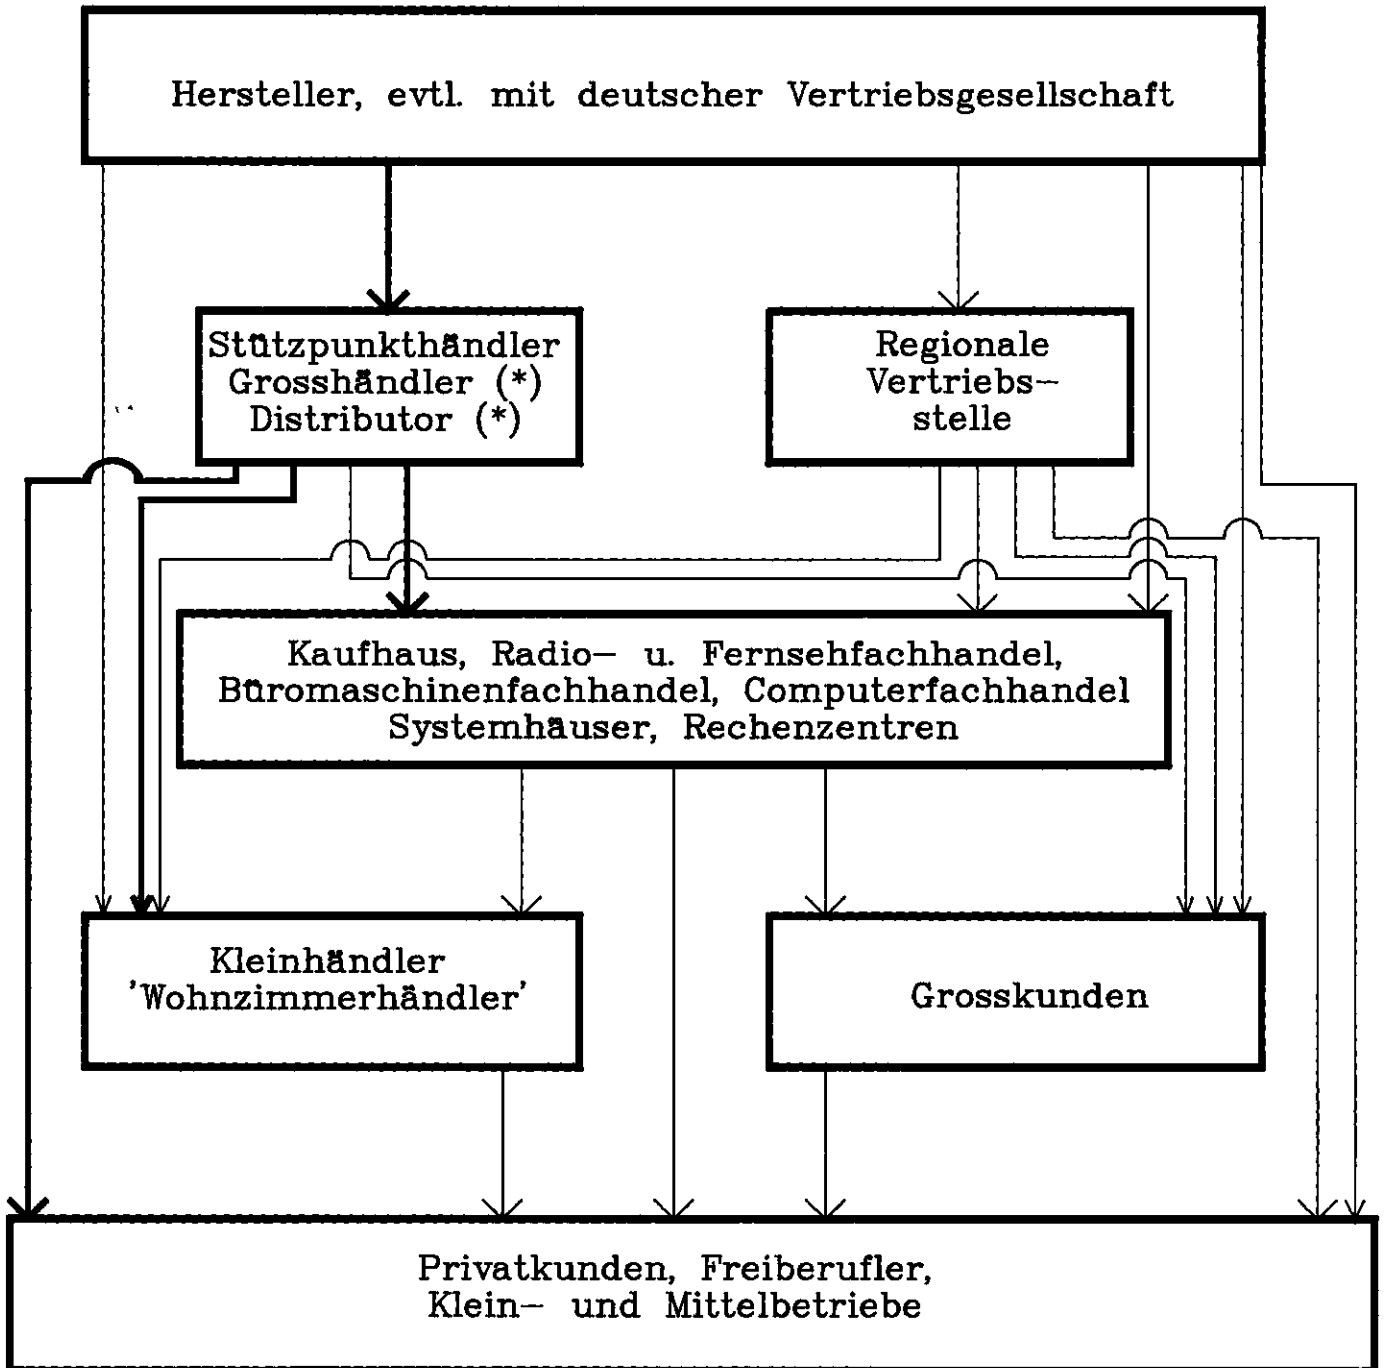 Hersteller, evtl. mit deutscher Vertriebsgesellschaft
Stützpunkthändler
Grosshändler (*)
Distributor (*)
Regionale
Vertriebs-
stelle
Kaufhaus, Radio- u. Fernsehfachhandel,
Büromaschinenfachhandel, Computerfachhandel
Systemhäuser, Rechenzentren
Kleinhändler
'Wohnzimmerhändler'
Grosskunden
Privatkunden, Freiberufler,
Klein- und Mittelbetriebe